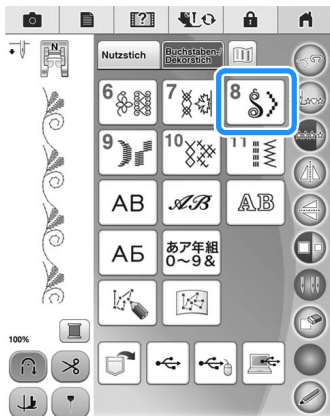 N
Nutzstich
Buchstaben-/
Dekorstich
6
7
8
9
10
11
AB
AB
AB
АБ
あア年組
0~9&
100%